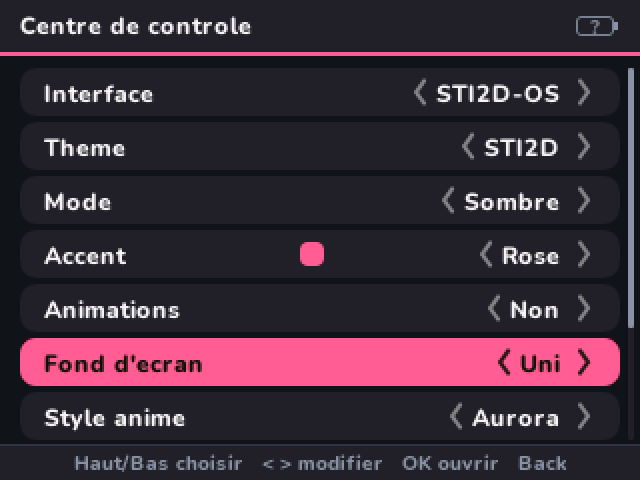 Centre de controle
?
Interface < STI2D-OS >
Theme < STI2D >
Mode < Sombre >
Accent < Rose >
Animations < Non >
Fond d'ecran < Uni >
Style anime < Aurora >
Haut/Bas choisir < > modifier OK ouvrir Back